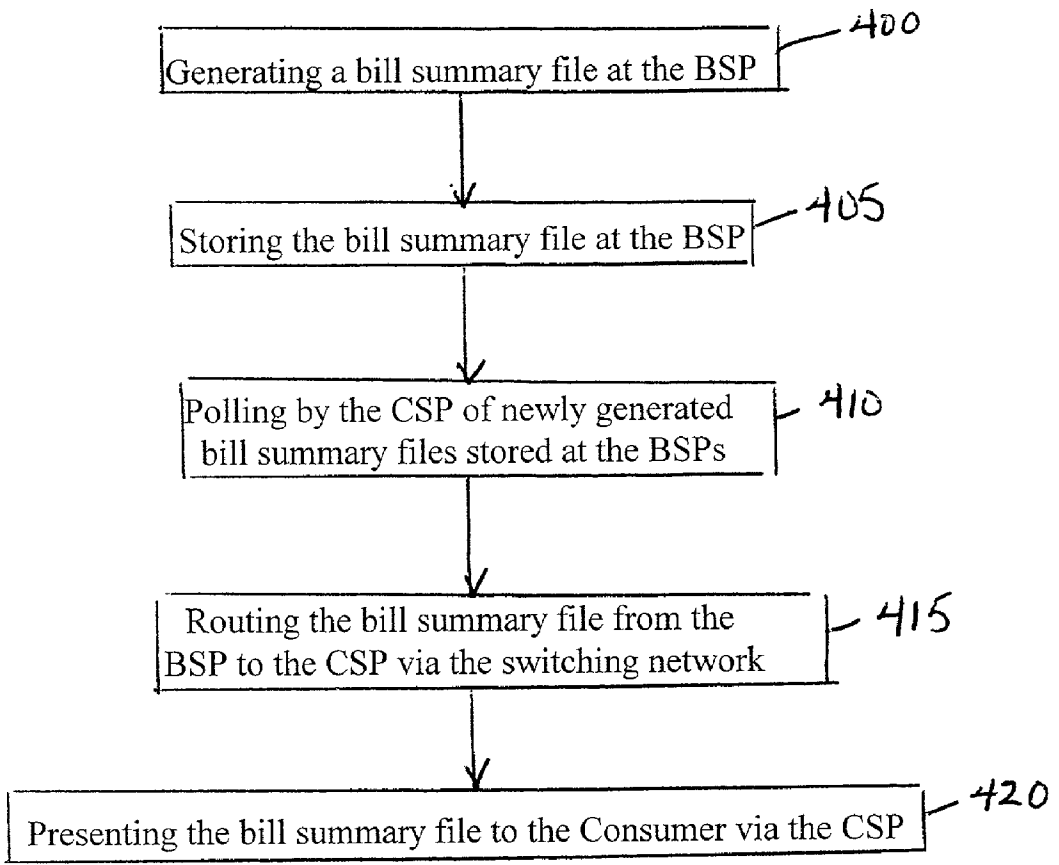 400
Generating a bill summary file at the BSP
405
Storing the bill summary file at the BSP
410
Polling by the CSP of newly generated
bill summary files stored at the BSPs
415
Routing the bill summary file from the
BSP to the CSP via the switching network
420
Presenting the bill summary file to the Consumer via the CSP